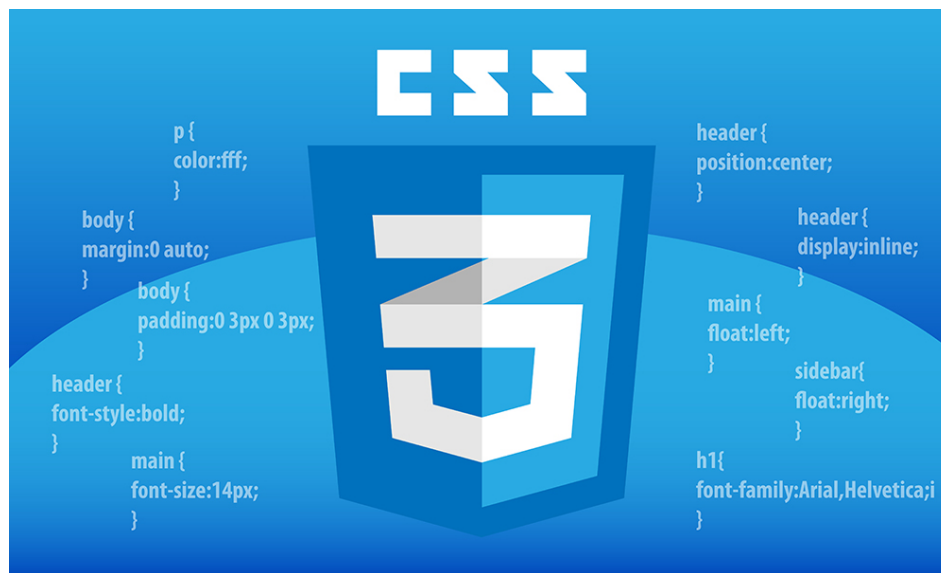 CSS
3
p {
color:fff;
}
body {
margin:0 auto;
}
body {
padding:0 3px 0 3px;
}
header {
font-style:bold;
}
main {
font-size:14px;
}
header {
position:center;
}
header {
display:inline;
}
main {
float:left;
}
sidebar{
float:right;
}
h1{
font-family:Arial,Helvetica;i
}